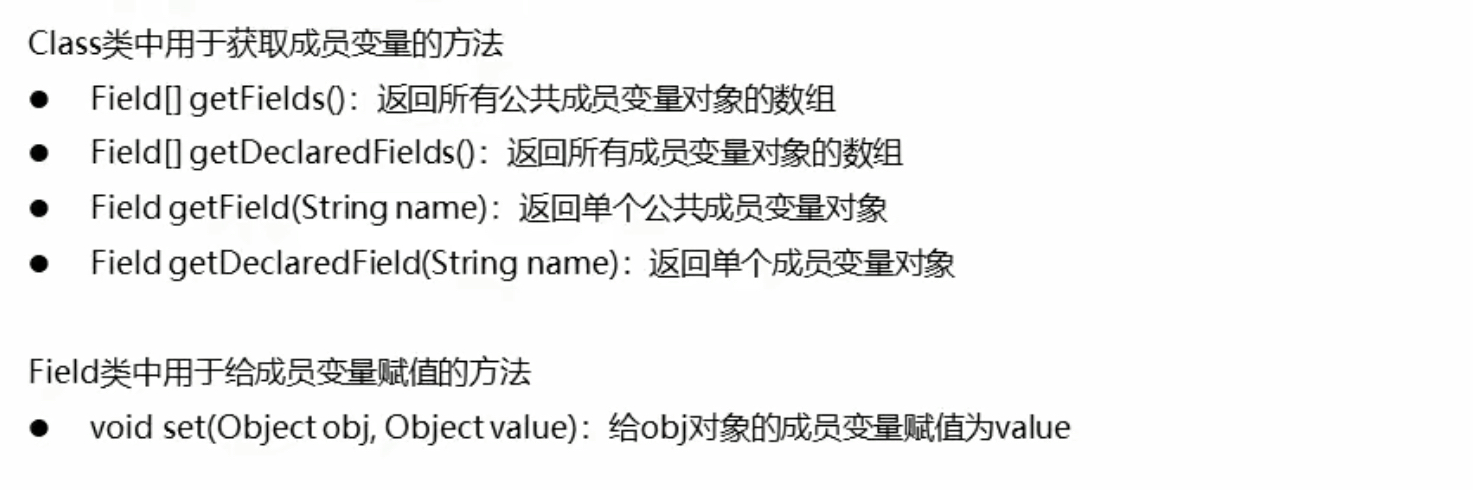 Class类中用于获取成员变量的方法
● Field[] getFields()：返回所有公共成员变量对象的数组
● Field[] getDeclaredFields()：返回所有成员变量对象的数组
● Field getField(String name)：返回单个公共成员变量对象
● Field getDeclaredField(String name)：返回单个成员变量对象
Field类中用于给成员变量赋值的方法
● void set(Object obj, Object value)：给obj对象的成员变量赋值为value